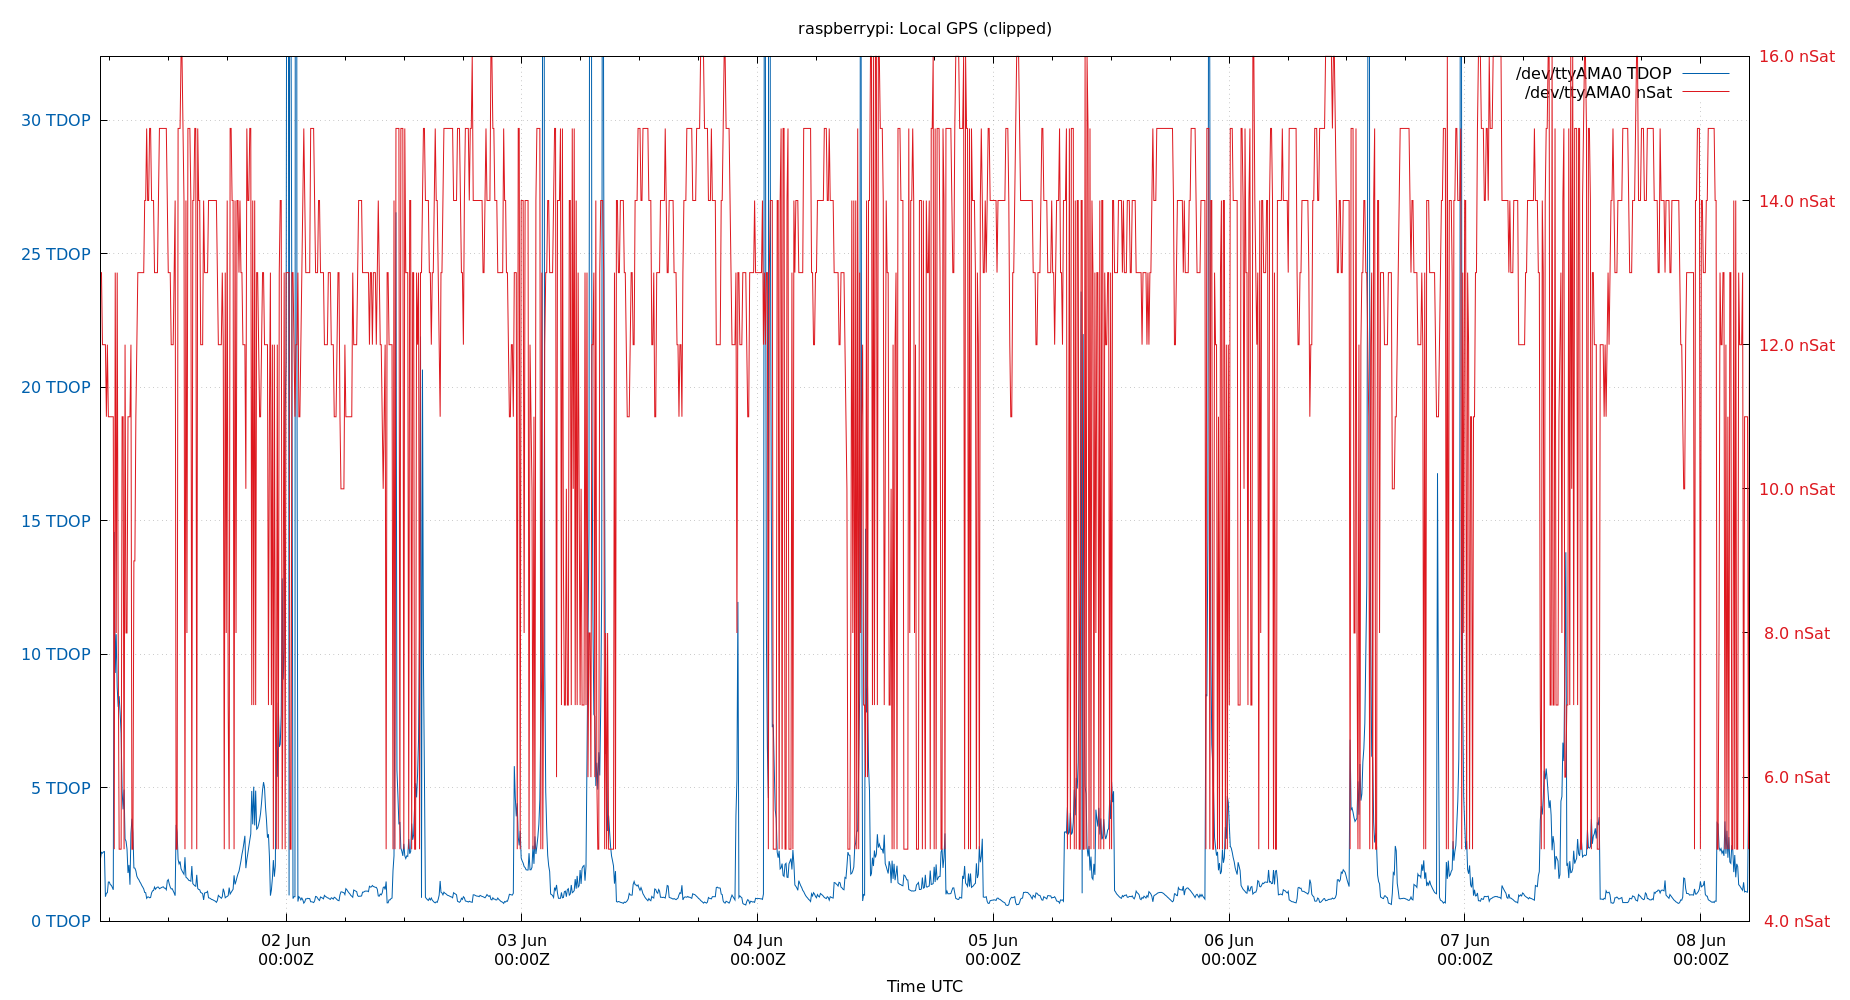 raspberrypi: Local GPS (clipped)
/dev/ttyAMA0 TDOP
/dev/ttyAMA0 nSat
30 TDOP
25 TDOP
20 TDOP
15 TDOP
10 TDOP
5 TDOP
0 TDOP
16.0 nSat
14.0 nSat
12.0 nSat
10.0 nSat
8.0 nSat
6.0 nSat
4.0 nSat
02 Jun
00:00Z
03 Jun
00:00Z
04 Jun
00:00Z
05 Jun
00:00Z
06 Jun
00:00Z
07 Jun
00:00Z
08 Jun
00:00Z
Time UTC